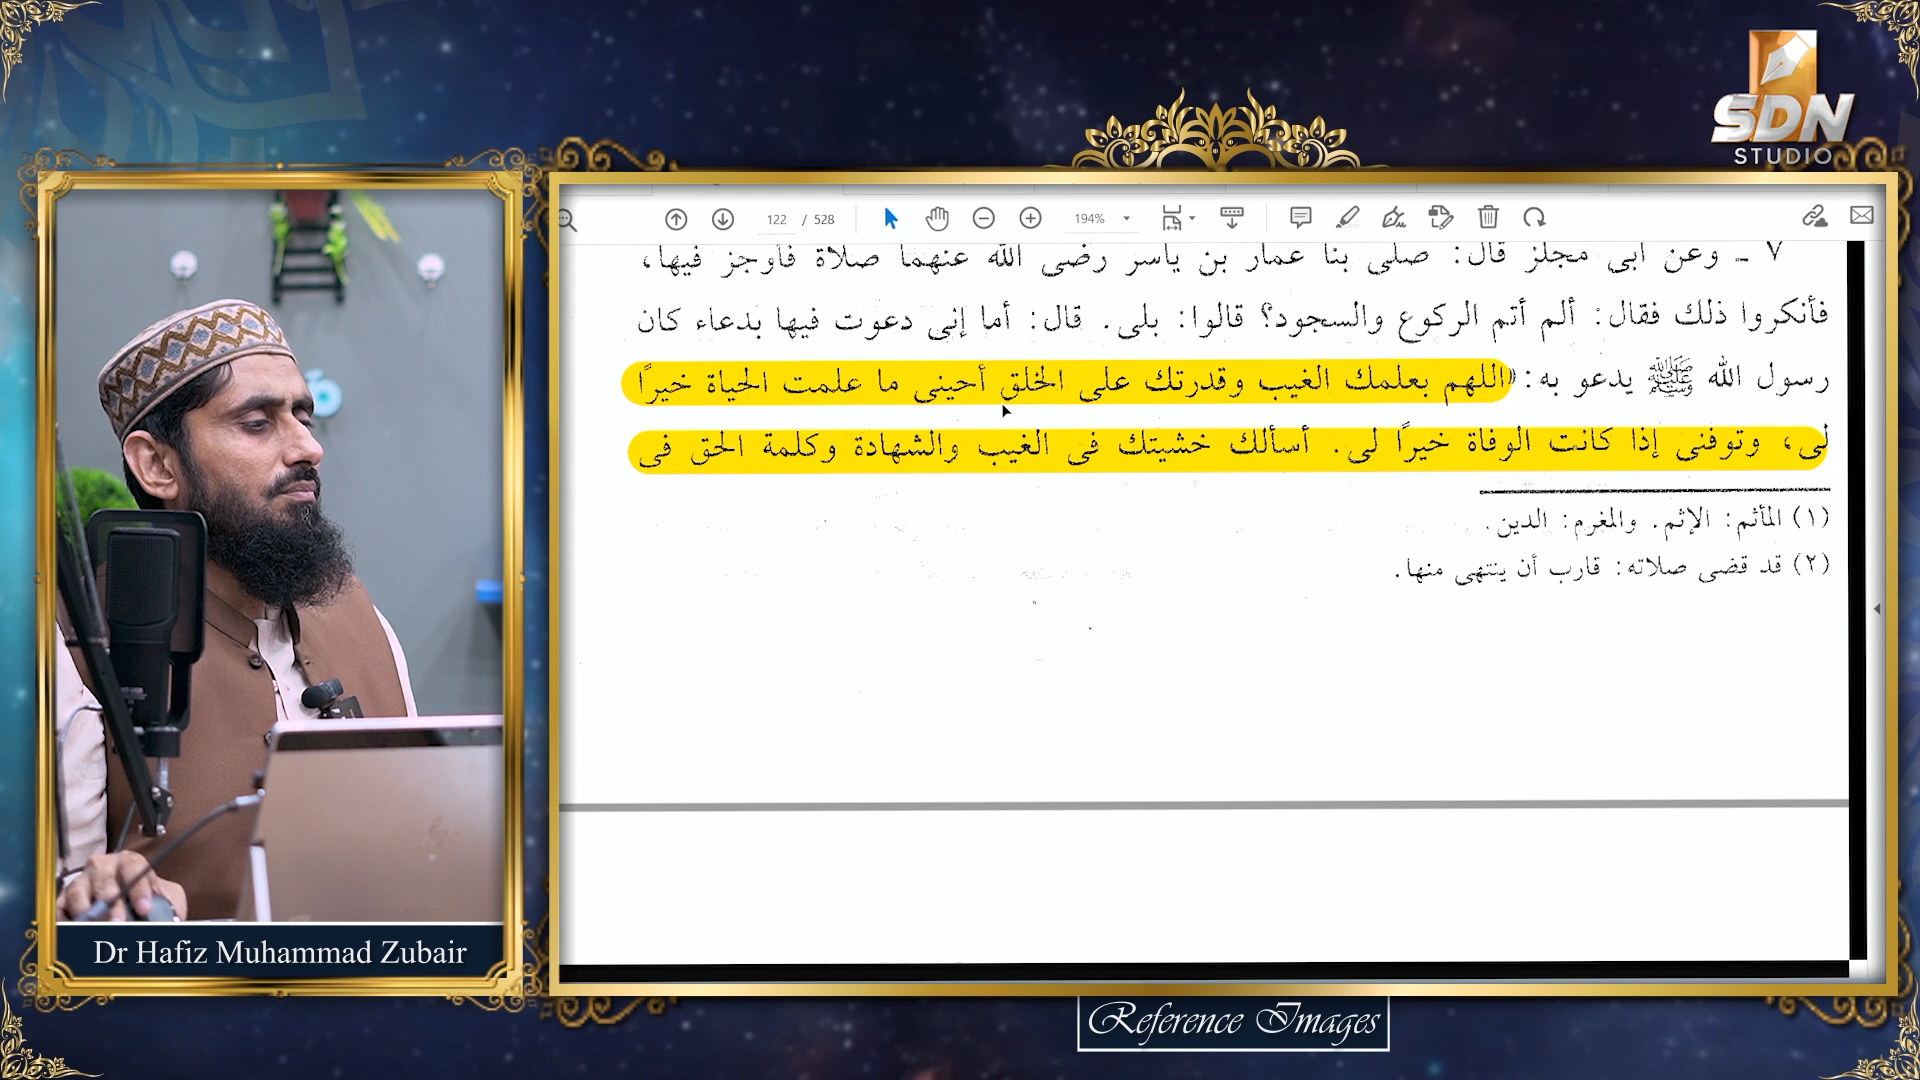 SDN
STUDIO
122 / 528
194%
٧ ـ وعن أبى مجلز قال: صلى بنا عمار بن ياسر رضى الله عنهما صلاة فأوجز فيها،
فأنكروا ذلك فقال: ألم أتم الركوع والسجود؟ قالوا: بلى. قال: أما إنى دعوت فيها بدعاء كان
رسول الله ﷺ يدعو به: «اللهم بعلمك الغيب وقدرتك على الخلق أحينى ما علمت الحياة خيرًا
لى، وتوفنى إذا كانت الوفاة خيرًا لى. أسألك خشيتك فى الغيب والشهادة وكلمة الحق فى
(١) المأثم: الإثم. والمغرم: الدين.
(٢) قد قضى صلاته: قارب أن ينتهى منها.
Dr Hafiz Muhammad Zubair
Reference Images